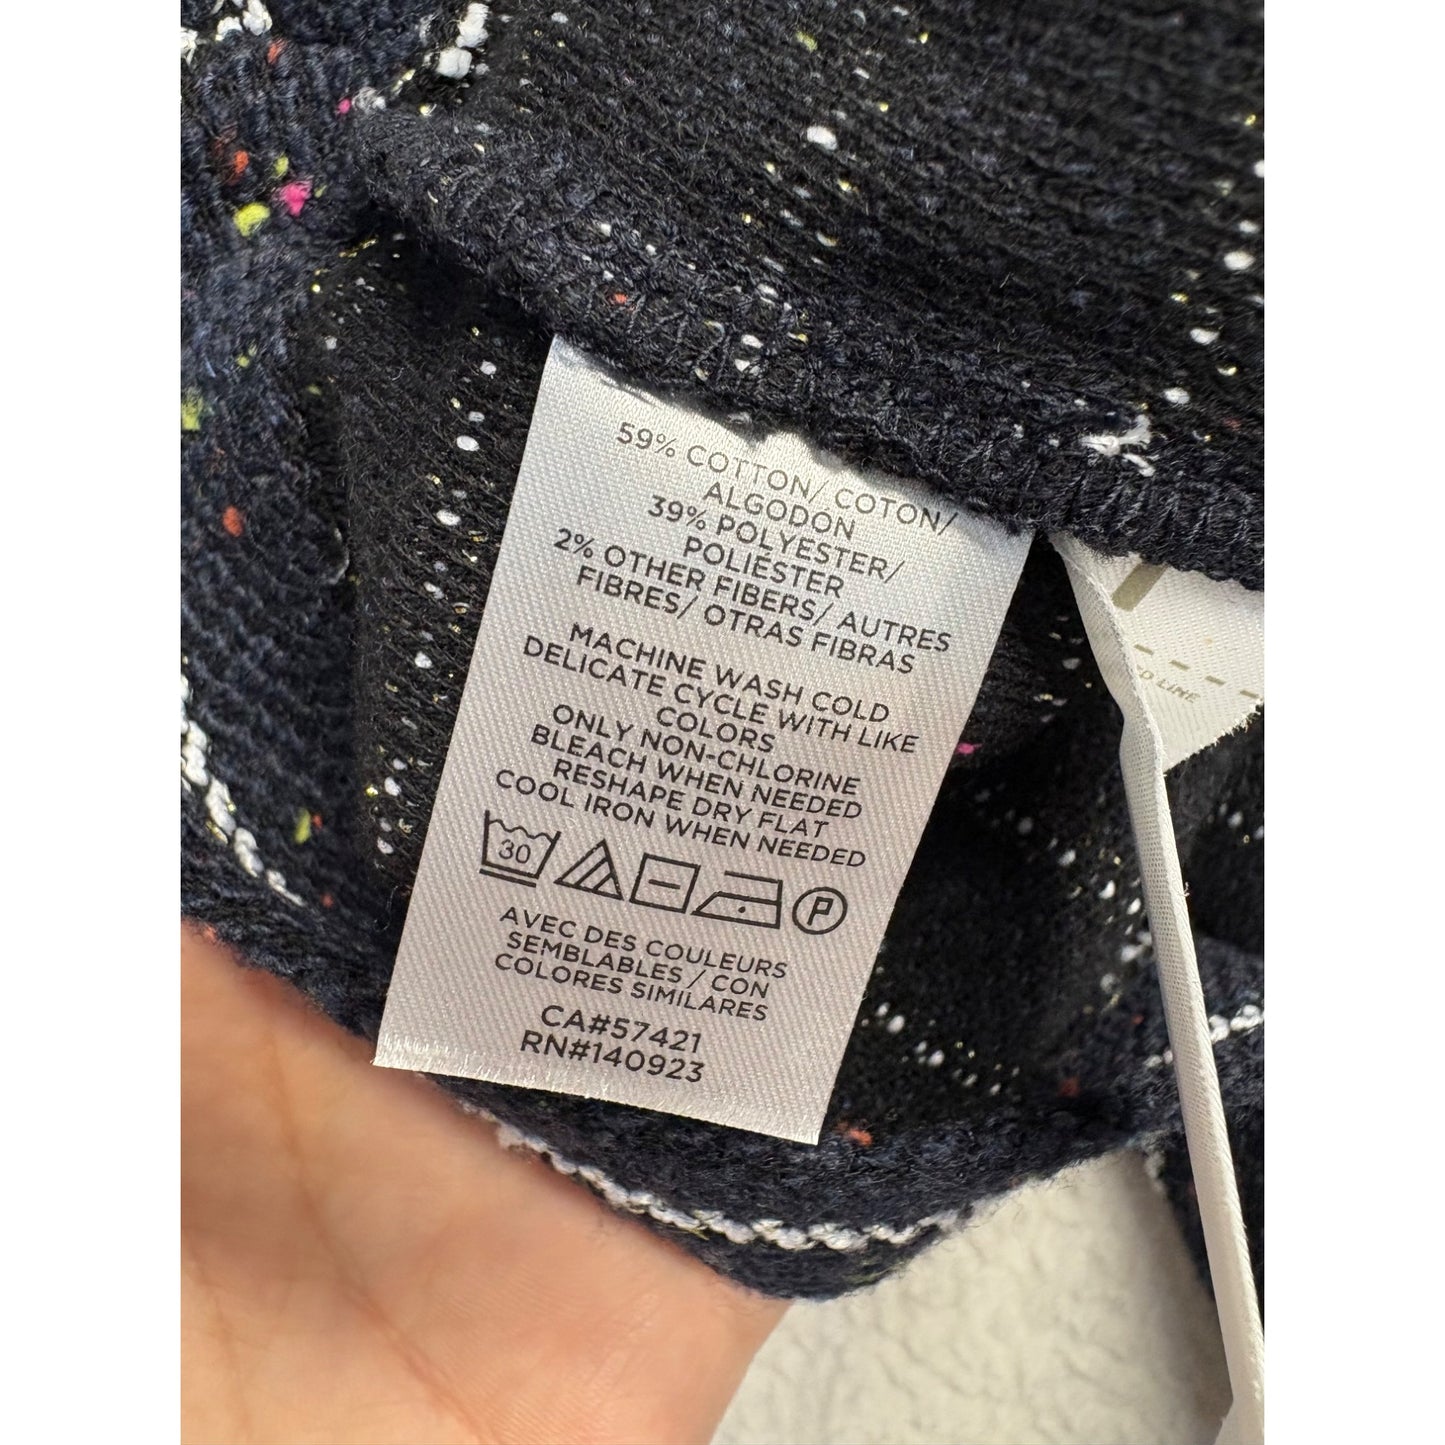 59% COTTON/ COTON/
ALGODON
39% POLYESTER/
POLIÉSTER
2% OTHER FIBERS/ AUTRES
FIBRES/ OTRAS FIBRAS
MACHINE WASH COLD
DELICATE CYCLE WITH LIKE
COLORS
ONLY NON-CHLORINE
BLEACH WHEN NEEDED
RESHAPE DRY FLAT
COOL IRON WHEN NEEDED
30
P
AVEC DES COULEURS
SEMBLABLES / CON
COLORES SIMILARES
CA#57421
RN#140923
LINE